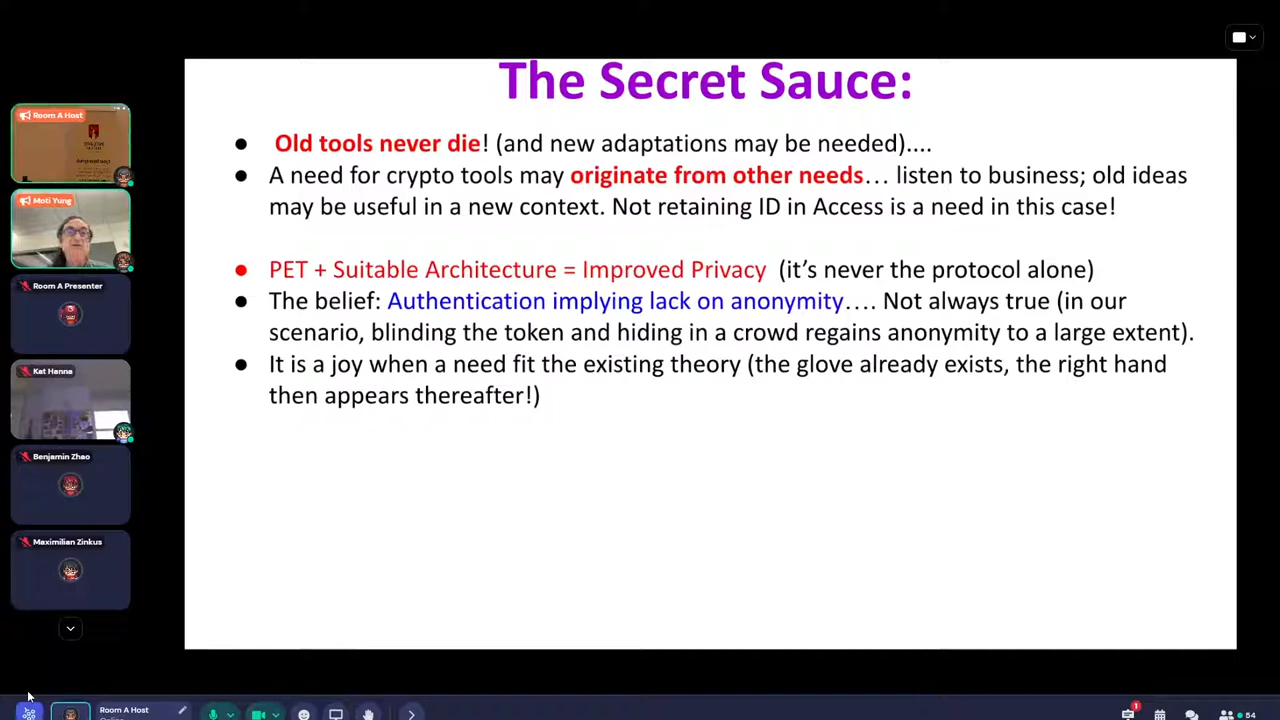 The Secret Sauce:
Old tools never die! (and new adaptations may be needed)....
A need for crypto tools may originate from other needs… listen to business; old ideas
may be useful in a new context. Not retaining ID in Access is a need in this case!
PET + Suitable Architecture = Improved Privacy (it's never the protocol alone)
The belief: Authentication implying lack on anonymity…. Not always true (in our
scenario, blinding the token and hiding in a crowd regains anonymity to a large extent).
It is a joy when a need fit the existing theory (the glove already exists, the right hand
then appears thereafter!)
Room A Host
Moti Yung
Room A Presenter
Kat Hanna
Benjamin Zhao
Maximilian Zinkus
Room A Host
1
54